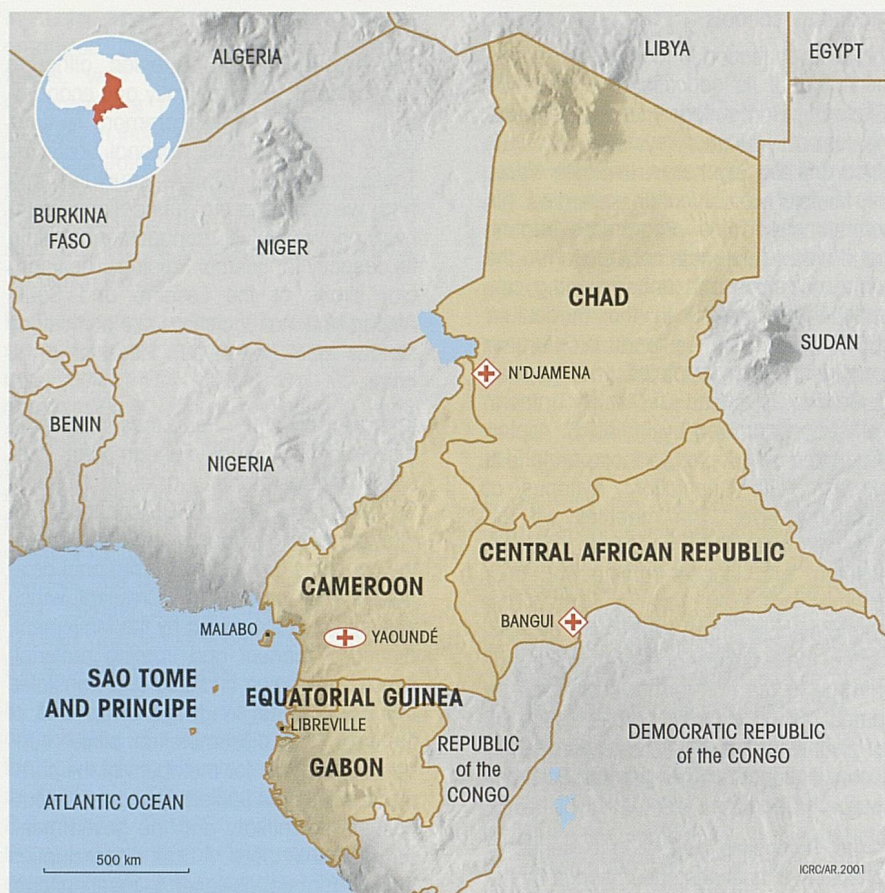 ALGERIA
LIBYA
EGYPT
BURKINA
FASO
NIGER
CHAD
SUDAN
N'DJAMENA
BENIN
NIGERIA
CENTRAL AFRICAN REPUBLIC
CAMEROON
BANGUI
MALABO
YAOUNDÉ
SAO TOME
AND PRINCIPE
EQUATORIAL GUINEA
LIBREVILLE
GABON
REPUBLIC
of the
CONGO
DEMOCRATIC REPUBLIC
of the CONGO
ATLANTIC OCEAN
500 km
ICRC/AR.2001